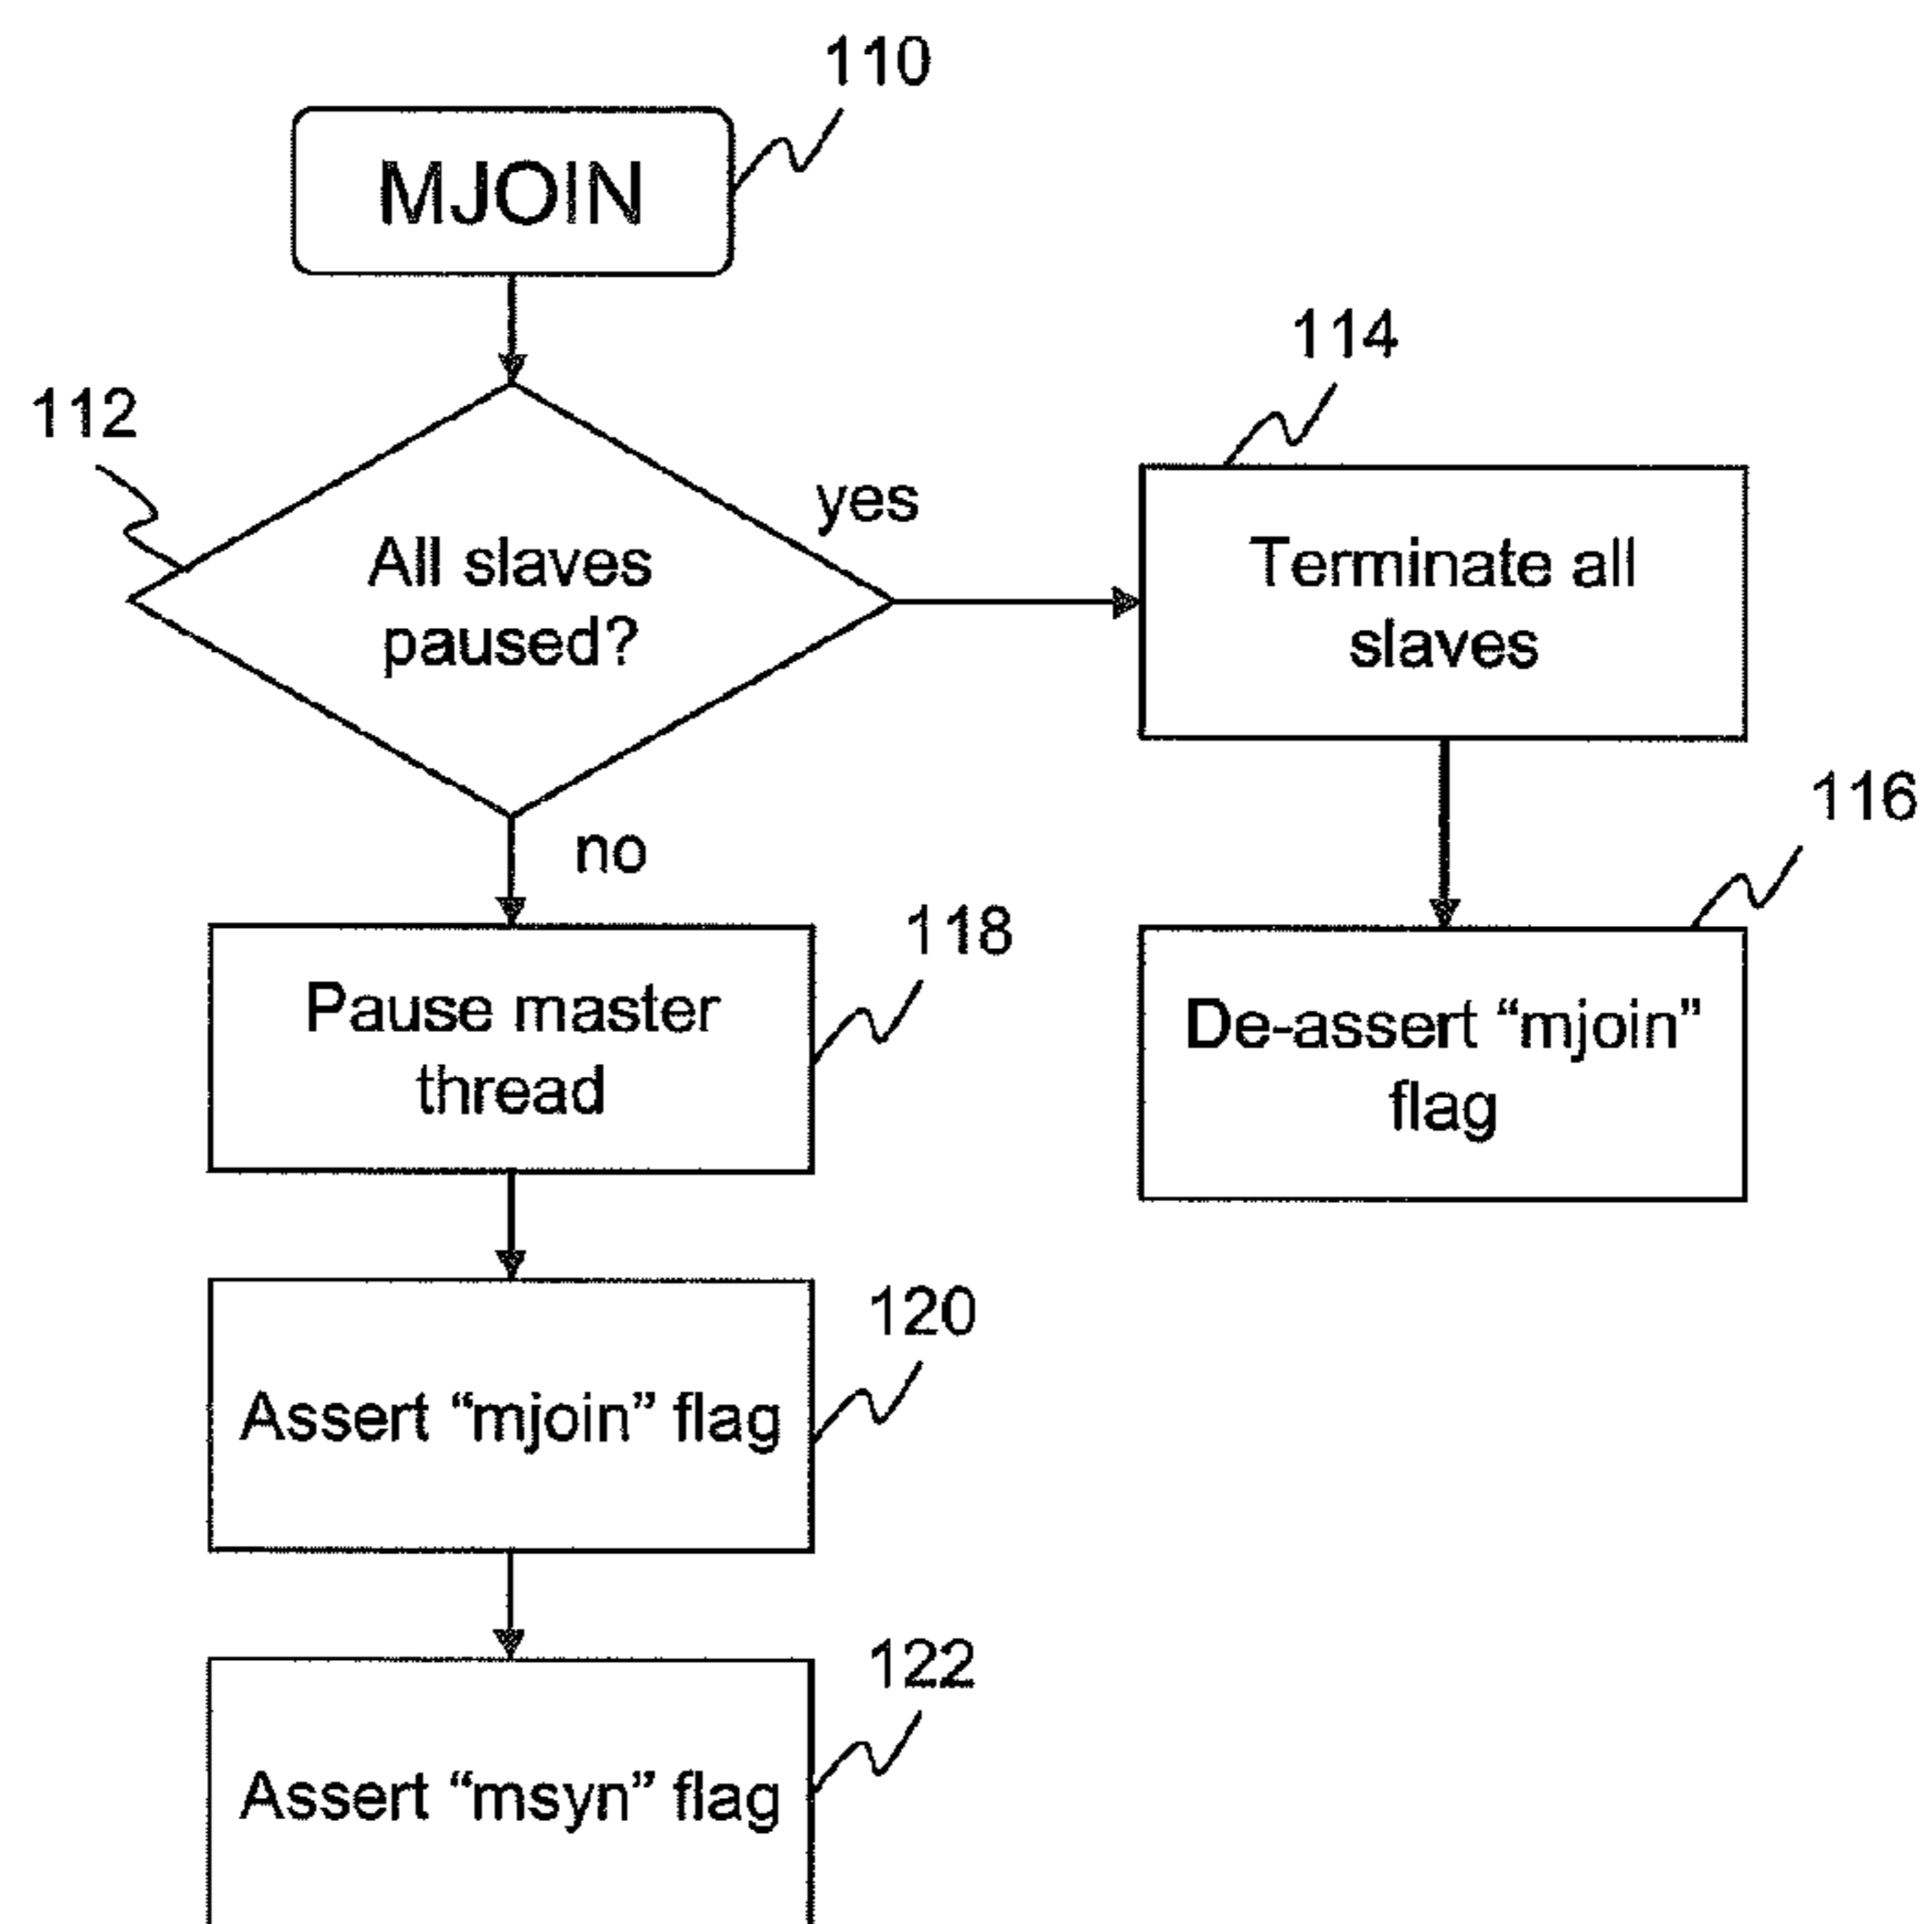 110
MJOIN
114
112
yes
All slaves
paused?
Terminate all
slaves
116
no
118
Pause master
thread
De-assert “mjoin”
flag
120
Assert “mjoin” flag
122
Assert “msyn” flag